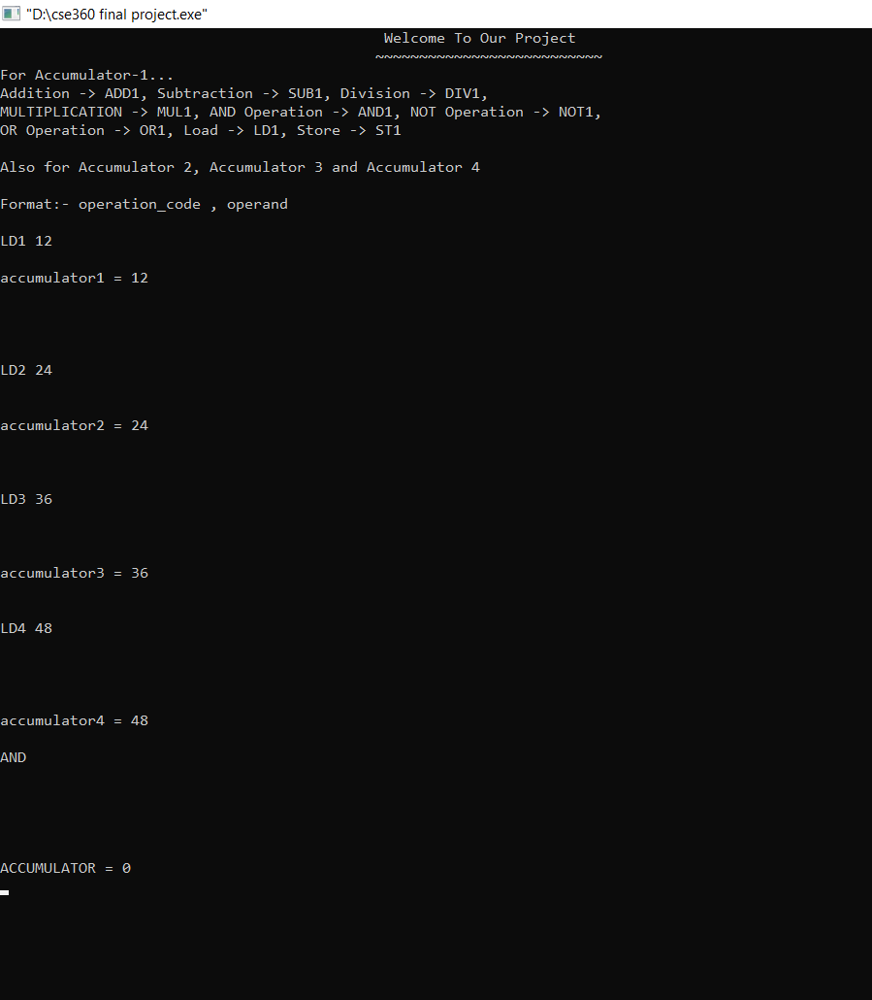 "D:\cse360 final project.exe"
Welcome To Our Project
~~~~~~~~~~~~~~~~~~~~~~~~~~
For Accumulator-1...
Addition -> ADD1, Subtraction -> SUB1, Division -> DIV1,
MULTIPLICATION -> MUL1, AND Operation -> AND1, NOT Operation -> NOT1,
OR Operation -> OR1, Load -> LD1, Store -> ST1
Also for Accumulator 2, Accumulator 3 and Accumulator 4
Format:- operation_code , operand
LD1 12
accumulator1 = 12
LD2 24
accumulator2 = 24
LD3 36
accumulator3 = 36
LD4 48
accumulator4 = 48
AND
ACCUMULATOR = 0